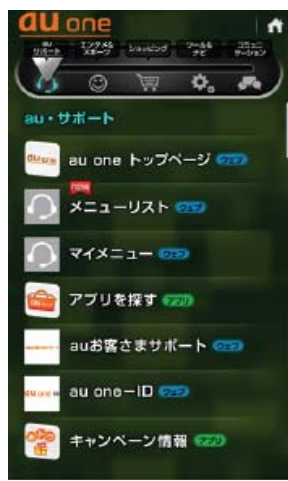 au one
au
サポート
エンタメ&
スポーツ
ショッピング
ツール&
ナビ
コミュニ
ケーション
au・サポート
au one
au one トップページ ウェブ
new
メニューリスト ウェブ
マイメニュー ウェブ
アプリを探す アプリ
auお客さまサポート ウェブ
au one-ID ウェブ
キャンペーン情報 アプリ